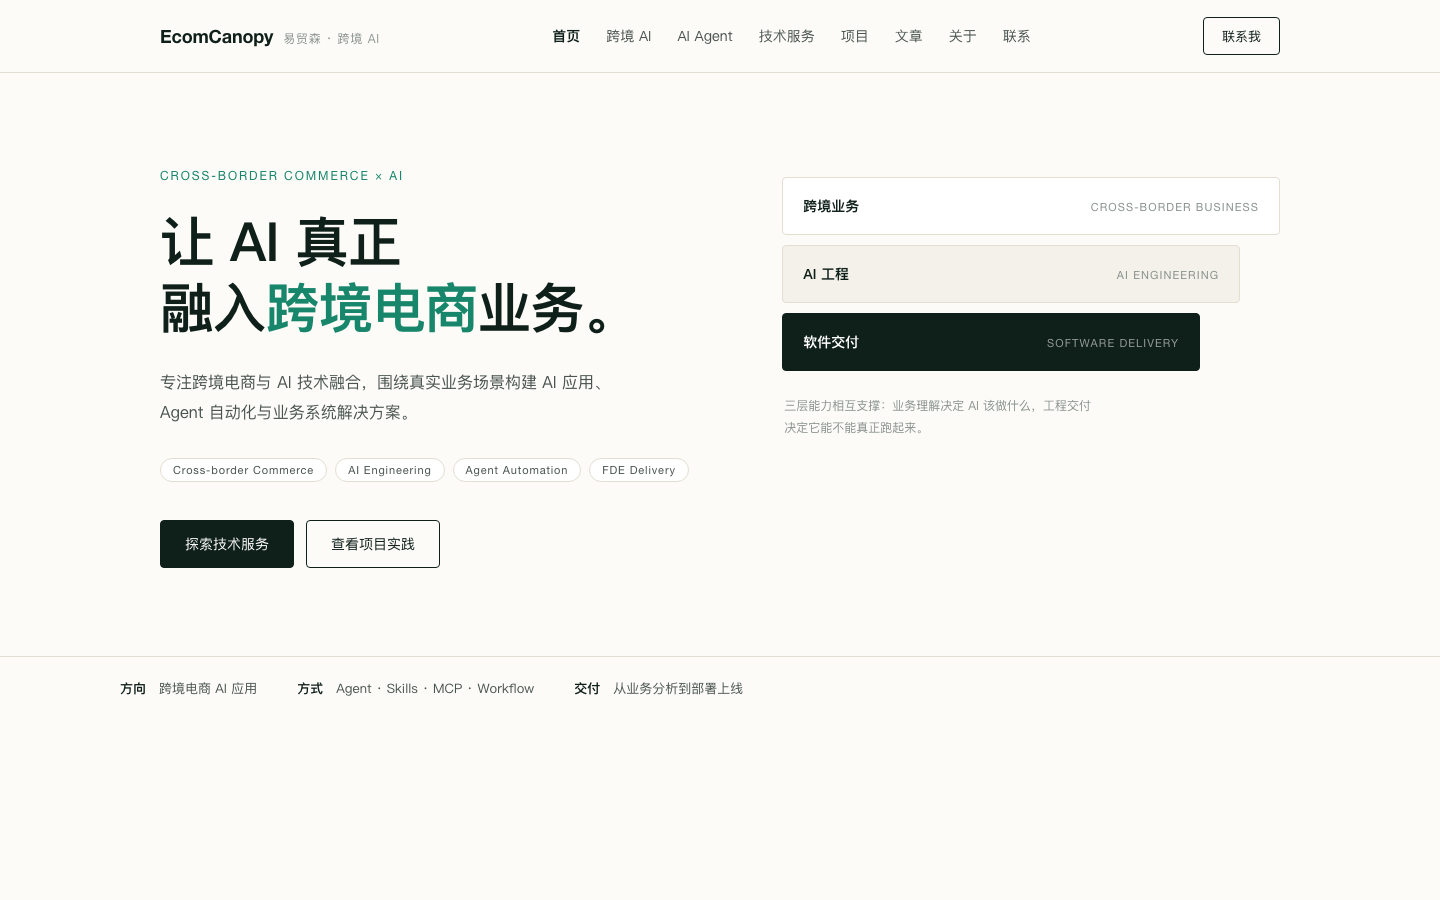 EcomCanopy 易贸森 · 跨境 AI
首页 跨境 AI AI Agent 技术服务 项目 文章 关于 联系
联系我
CROSS-BORDER COMMERCE × AI
让 AI 真正
融入跨境电商业务。
专注跨境电商与 AI 技术融合，围绕真实业务场景构建 AI 应用、
Agent 自动化与业务系统解决方案。
Cross-border Commerce AI Engineering Agent Automation FDE Delivery
探索技术服务 查看项目实践
跨境业务 CROSS-BORDER BUSINESS
AI 工程 AI ENGINEERING
软件交付 SOFTWARE DELIVERY
三层能力相互支撑：业务理解决定 AI 该做什么，工程交付
决定它能不能真正跑起来。
方向 跨境电商 AI 应用 方式 Agent · Skills · MCP · Workflow 交付 从业务分析到部署上线